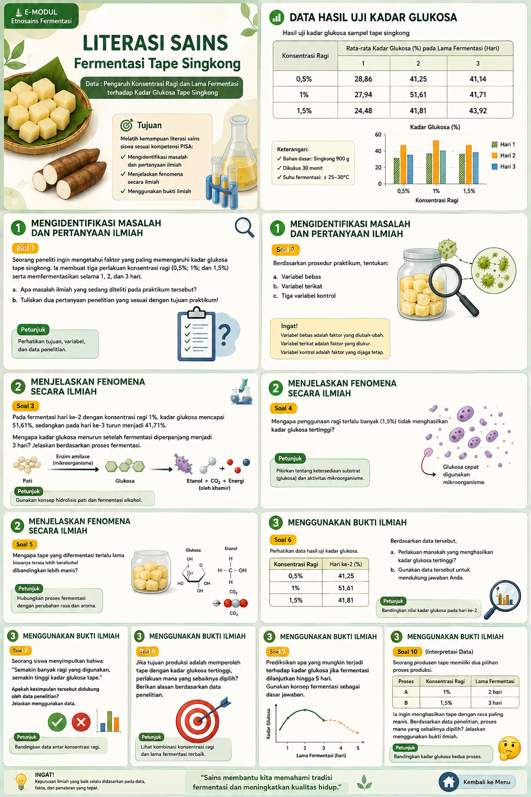 E-MODUL
Etnosains Fermentasi
LITERASI SAINS
Fermentasi Tape Singkong
Data : Pengaruh Konsentrasi Ragi dan Lama Fermentasi
terhadap Kadar Glukosa Tape Singkong
Tujuan
Melatih kemampuan literasi sains
siswa sesuai kompetensi PISA:
✓ Mengidentifikasi masalah
dan pertanyaan ilmiah
✓ Menjelaskan fenomena
secara ilmiah
✓ Menggunakan bukti ilmiah
DATA HASIL UJI KADAR GLUKOSA
Hasil uji kadar glukosa sampel tape singkong
Konsentrasi Ragi
Rata-rata Kadar Glukosa (%) pada Lama Fermentasi (Hari)
1 2 3
0,5% 28,86 41,25 41,14
1% 27,94 51,61 41,71
1,5% 24,48 41,81 43,92
Keterangan:
✓ Bahan dasar: Singkong 900 g
✓ Dikukus 30 menit
✓ Suhu fermentasi: ± 25–30°C
Kadar Glukosa (%)
60
40
20
0
0,5% 1% 1,5%
Konsentrasi Ragi
Hari 1
Hari 2
Hari 3
1 MENGIDENTIFIKASI MASALAH
DAN PERTANYAAN ILMIAH
Seorang peneliti ingin mengetahui faktor yang paling memengaruhi kadar glukosa
tape singkong. Ia membuat tiga perlakuan konsentrasi ragi (0,5%; 1%; dan 1,5%)
serta memfermentasikan selama 1, 2, dan 3 hari.
a. Apa masalah ilmiah yang sedang diteliti pada praktikum tersebut?
b. Tuliskan dua pertanyaan penelitian yang sesuai dengan tujuan praktikum!
Petunjuk
Perhatikan tujuan, variabel,
dan data penelitian.
?
1 MENGIDENTIFIKASI MASALAH
DAN PERTANYAAN ILMIAH
Berdasarkan prosedur praktikum, tentukan:
a. Variabel bebas
b. Variabel terikat
c. Tiga variabel kontrol
Ingat!
Variabel bebas adalah faktor yang diubah-ubah.
Variabel terikat adalah faktor yang diukur.
Variabel kontrol adalah faktor yang dijaga tetap.
2 MENJELASKAN FENOMENA
SECARA ILMIAH
Soal 3
Pada fermentasi hari ke-2 dengan konsentrasi ragi 1%, kadar glukosa mencapai
51,61%, sedangkan pada hari ke-3 turun menjadi 41,71%.
Mengapa kadar glukosa menurun setelah fermentasi diperpanjang menjadi
3 hari? Jelaskan berdasarkan proses fermentasi.
Enzim amilase
(mikroorganisme)
Pati
Glukosa
Etanol + CO2 + Energi
(oleh khamir)
Petunjuk
Gunakan konsep hidrolisis pati dan fermentasi alkohol.
2 MENJELASKAN FENOMENA
SECARA ILMIAH
Soal 4
Mengapa penggunaan ragi terlalu banyak (1,5%) tidak menghasilkan
kadar glukosa tertinggi?
Petunjuk
Pikirkan tentang ketersediaan substrat
(glukosa) dan aktivitas mikroorganisme.
Glukosa cepat
digunakan
mikroorganisme.
2 MENJELASKAN FENOMENA
SECARA ILMIAH
Soal 5
Mengapa tape yang difermentasi terlalu lama
biasanya terasa lebih beralkohol
dibandingkan lebih manis?
Petunjuk
Hubungkan proses fermentasi
dengan perubahan rasa dan aroma.
Glukosa
Etanol
CO2
CO2
3 MENGGUNAKAN BUKTI ILMIAH
Soal 6
Perhatikan data hasil uji kadar glukosa.
Konsentrasi Ragi Hari ke-2 (%)
0,5% 41,25
1% 51,61
1,5% 41,81
Berdasarkan data tersebut,
a. Perlakuan manakah yang menghasilkan
kadar glukosa tertinggi?
b. Gunakan data tersebut untuk
mendukung jawaban Anda.
Petunjuk
Bandingkan nilai kadar glukosa pada hari ke-2.
3 MENGGUNAKAN BUKTI ILMIAH
Seorang siswa menyimpulkan bahwa:
"Semakin banyak ragi yang digunakan,
semakin tinggi kadar glukosa tape."
Apakah kesimpulan tersebut didukung
oleh data penelitian?
Jelaskan menggunakan data.
Petunjuk
Bandingkan data antar konsentrasi ragi.
3 MENGGUNAKAN BUKTI ILMIAH
Jika tujuan produksi adalah memperoleh
tape dengan kadar glukosa tertinggi,
perlakuan mana yang sebaiknya dipilih?
Berikan alasan berdasarkan data
penelitian.
Petunjuk
Lihat kombinasi konsentrasi ragi
dan lama fermentasi terbaik.
3 MENGGUNAKAN BUKTI ILMIAH
Prediksikan apa yang mungkin terjadi
terhadap kadar glukosa jika fermentasi
dilanjutkan hingga 5 hari.
Gunakan konsep fermentasi sebagai
dasar jawaban.
Kadar Glukosa
1 2 3 4 5
Lama Fermentasi (hari)
3 MENGGUNAKAN BUKTI ILMIAH
Soal 10 (Interpretasi Data)
Seorang produsen tape memiliki dua pilihan
proses produksi.
Proses Konsentrasi Ragi Lama Fermentasi
A 1% 2 hari
B 1,5% 3 hari
Ia ingin menghasilkan tape dengan rasa paling
manis. Berdasarkan data penelitian, proses
mana yang sebaiknya dipilih? Jelaskan
menggunakan bukti ilmiah.
Petunjuk
Bandingkan kadar glukosa kedua proses.
INGAT!
Keputusan ilmiah yang baik selalu didasarkan pada data,
fakta, dan penalaran yang tepat.
"Sains membantu kita memahami tradisi
fermentasi dan meningkatkan kualitas hidup."
Kembali ke Menu